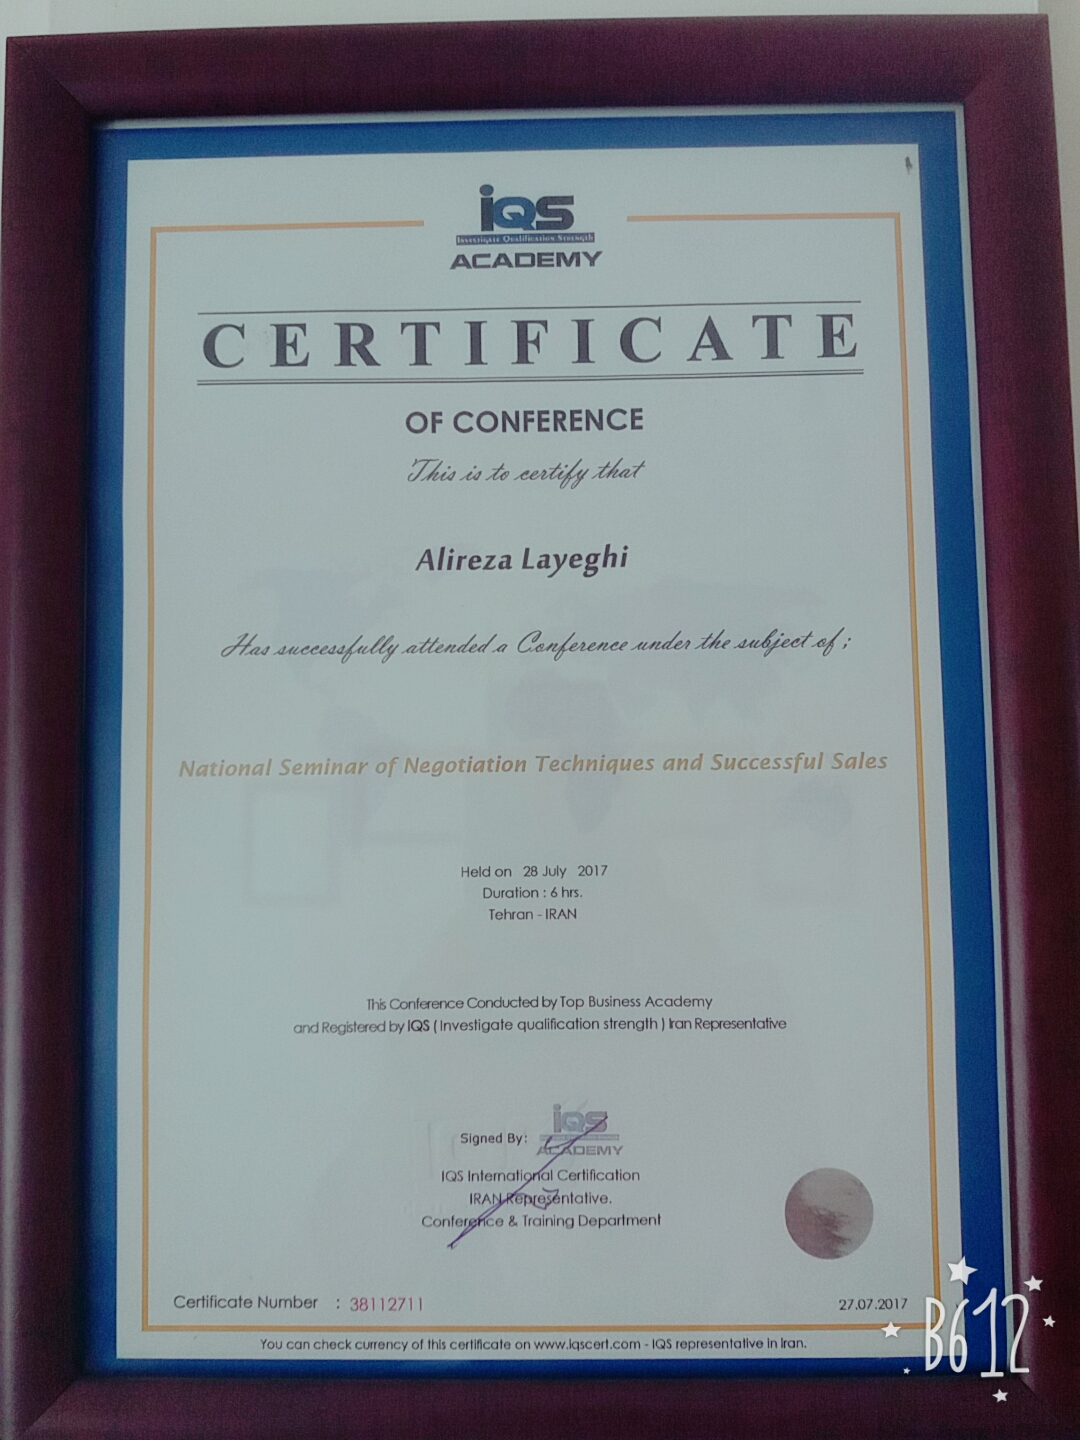 iQS
Investigate Qualification Strength
ACADEMY
CERTIFICATE
OF CONFERENCE
This is to certify that
Alireza Layeghi
Has successfully attended a Conference under the subject of ;
National Seminar of Negotiation Techniques and Successful Sales
Held on 28 July 2017
Duration : 6 hrs.
Tehran - IRAN
This Conference Conducted by Top Business Academy
and Registered by IQS ( Investigate qualification strength ) Iran Representative
Signed By: iQS
ACADEMY
IQS International Certification
IRAN Representative.
Conference & Training Department
Certificate Number : 38112711
27.07.2017
You can check currency of this certificate on www.iqscert.com - IQS representative in Iran.
B612